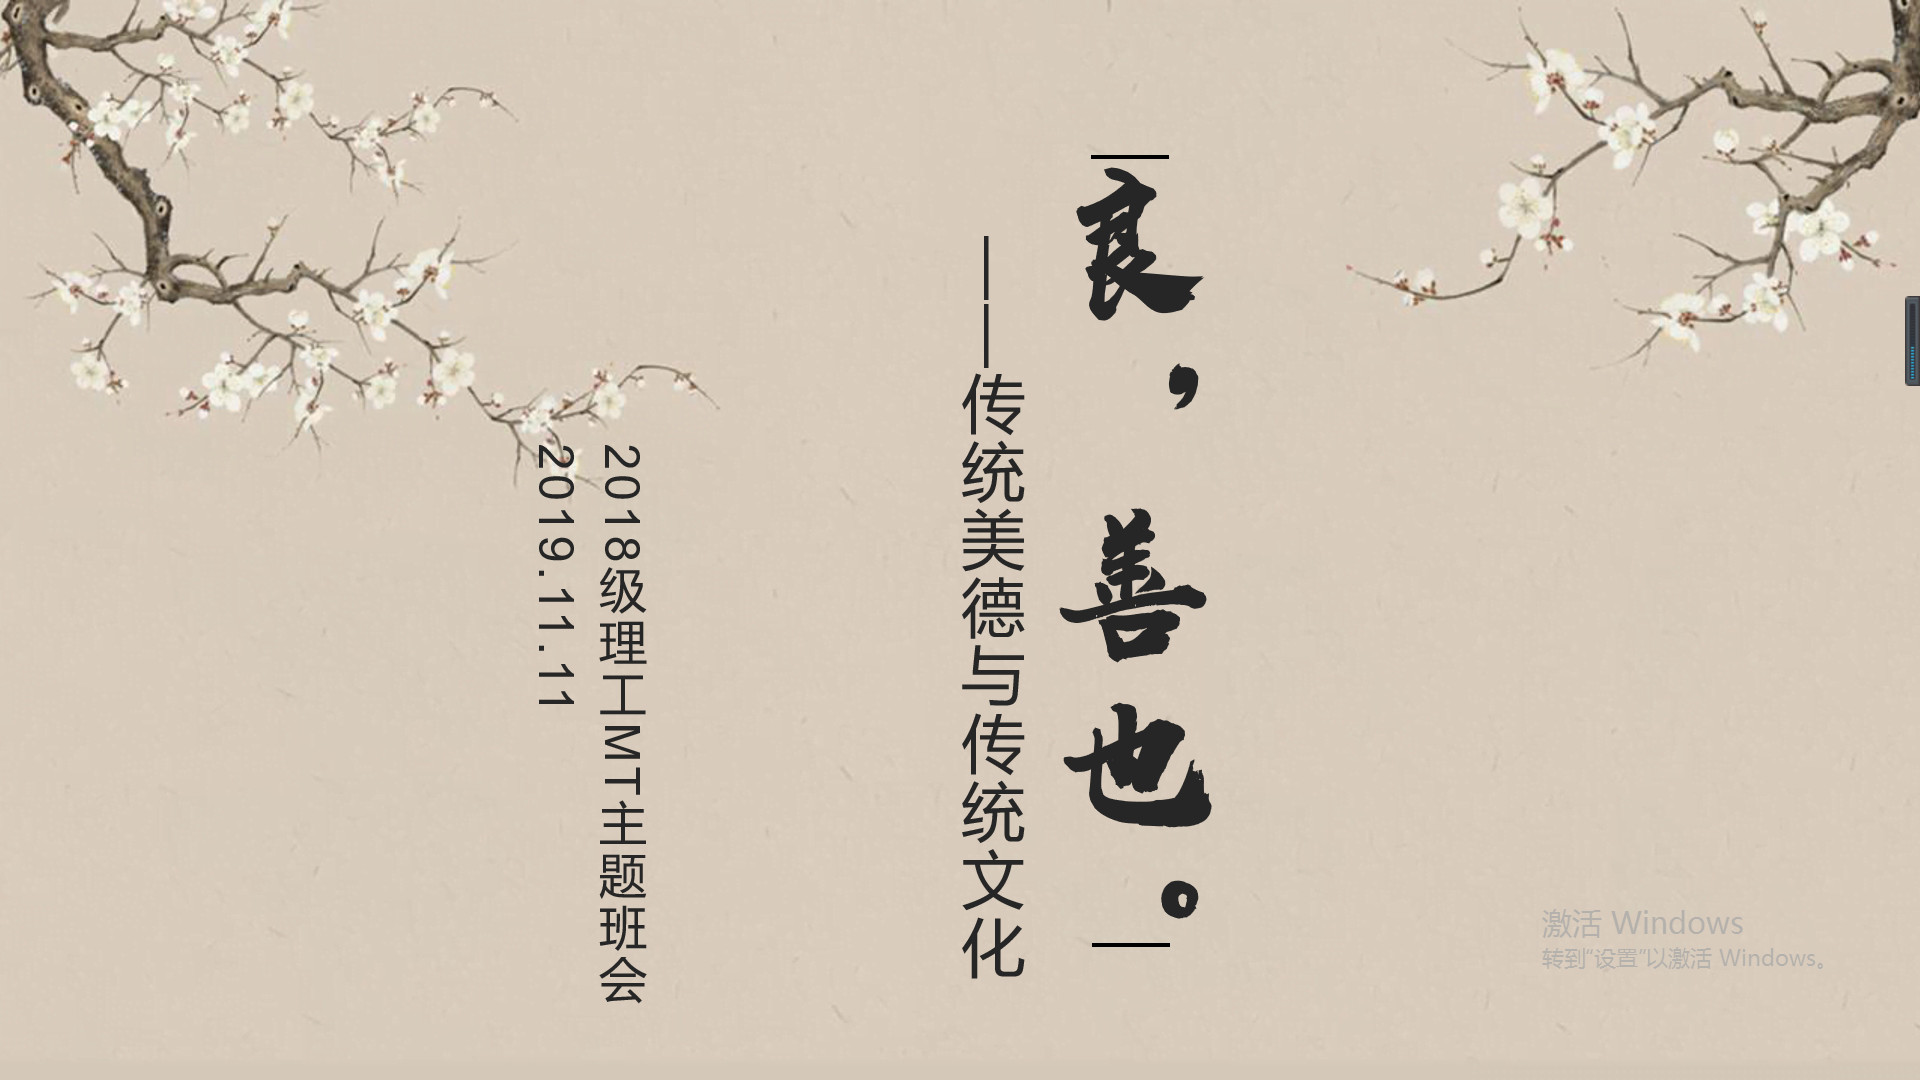 良，善也。
——传统美德与传统文化
2018级理工MT主题班会
2019.11.11
激活 Windows
转到“设置”以激活 Windows。